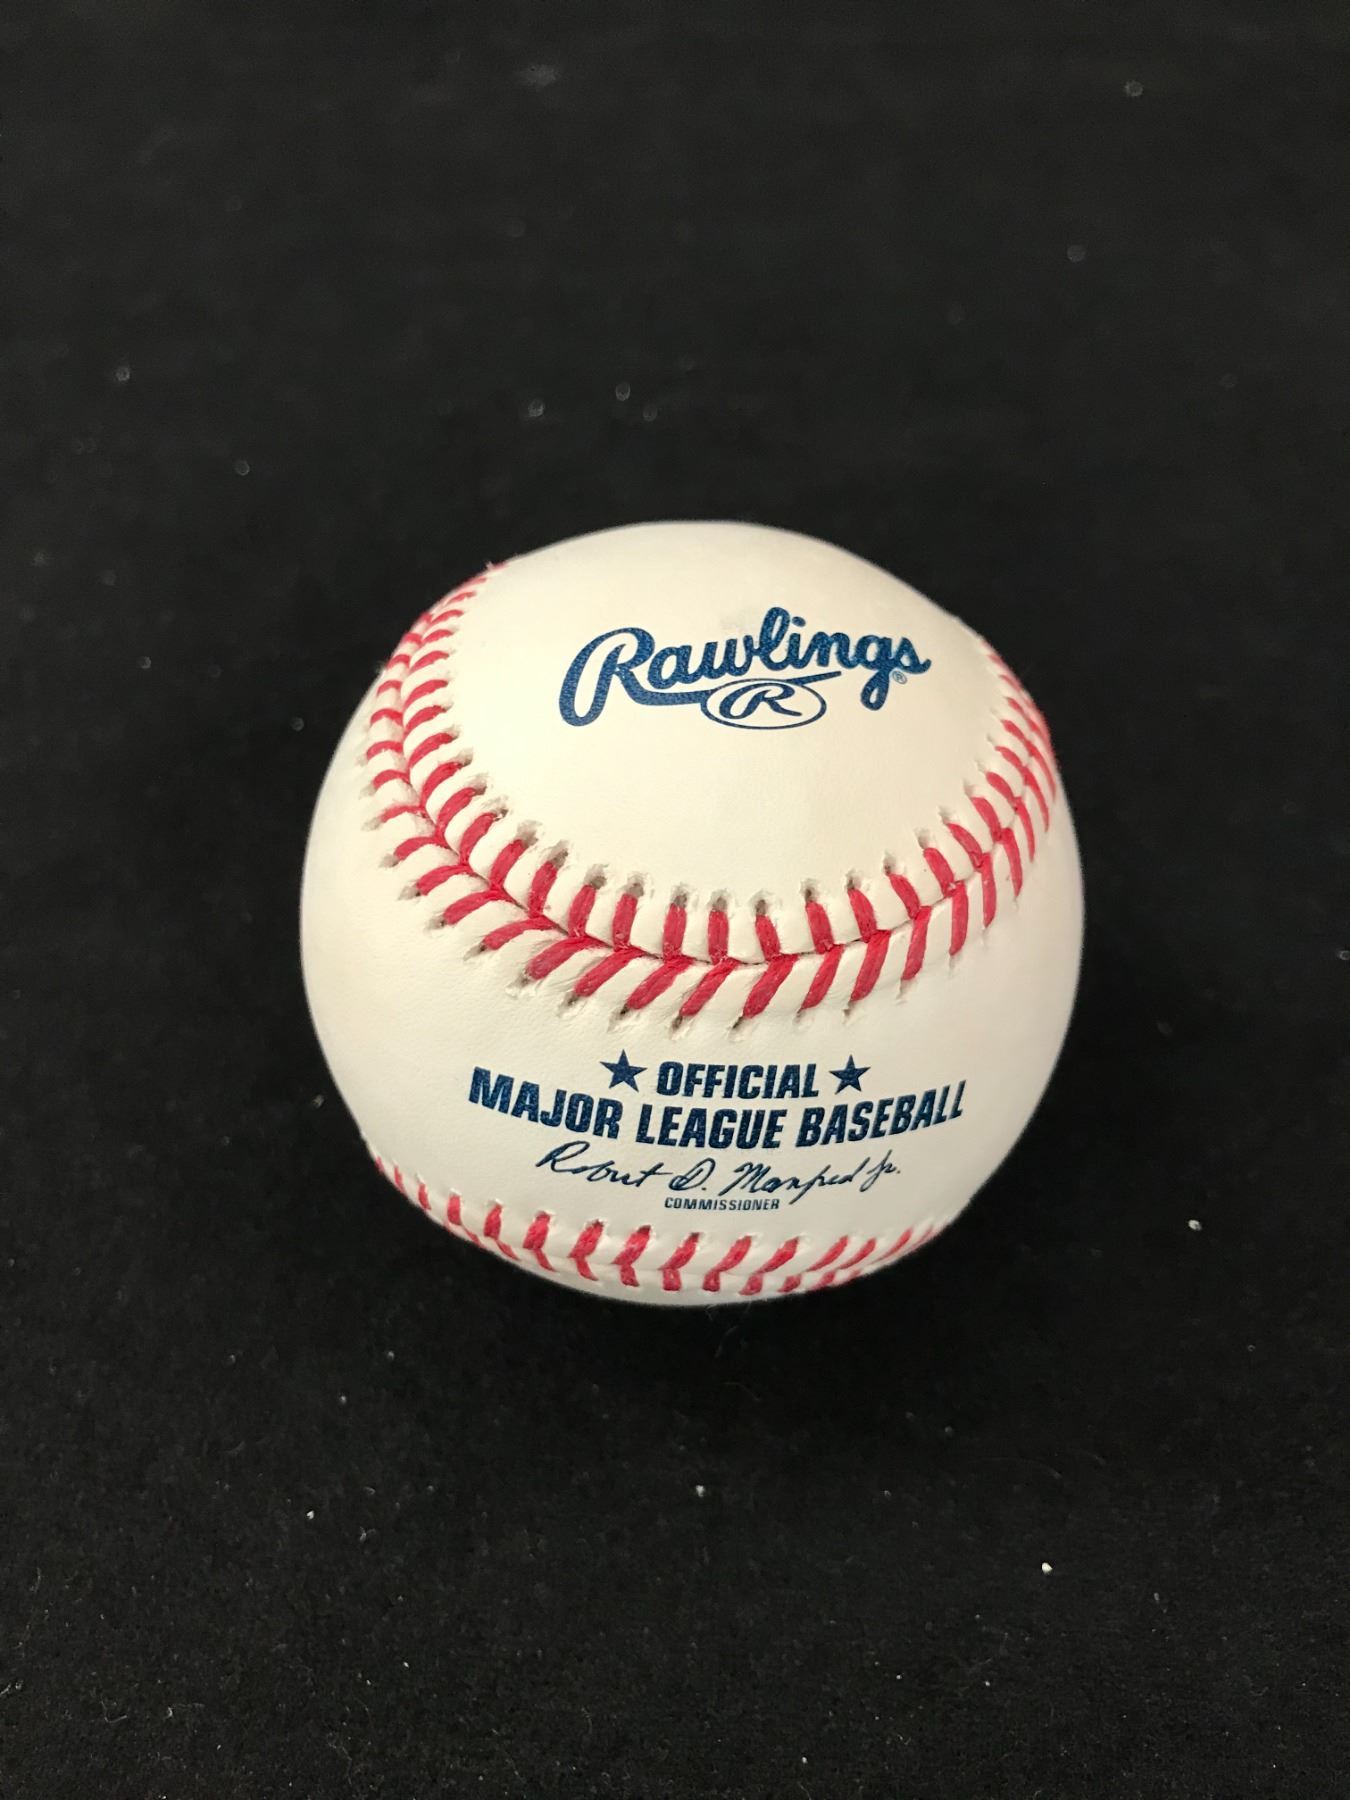 Rawlings®
R
★ OFFICIAL ★
MAJOR LEAGUE BASEBALL
Robert D. Manfred Jr.
COMMISSIONER